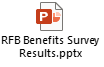 P
RFB Benefits Survey
Results.pptx